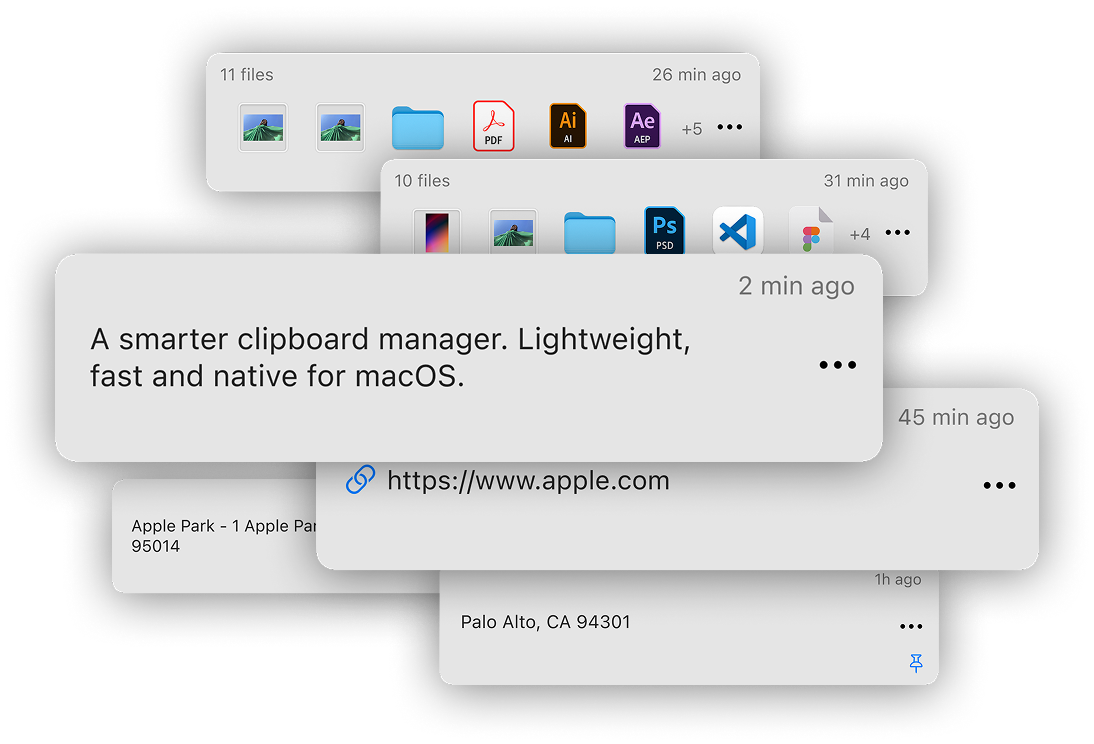 11 files
26 min ago
PDF
Ai
AI
Ae
AEP
+5
10 files
31 min ago
Ps
PSD
+4
2 min ago
A smarter clipboard manager. Lightweight,
fast and native for macOS.
45 min ago
https://www.apple.com
Apple Park - 1 Apple
95014
1h ago
Palo Alto, CA 94301